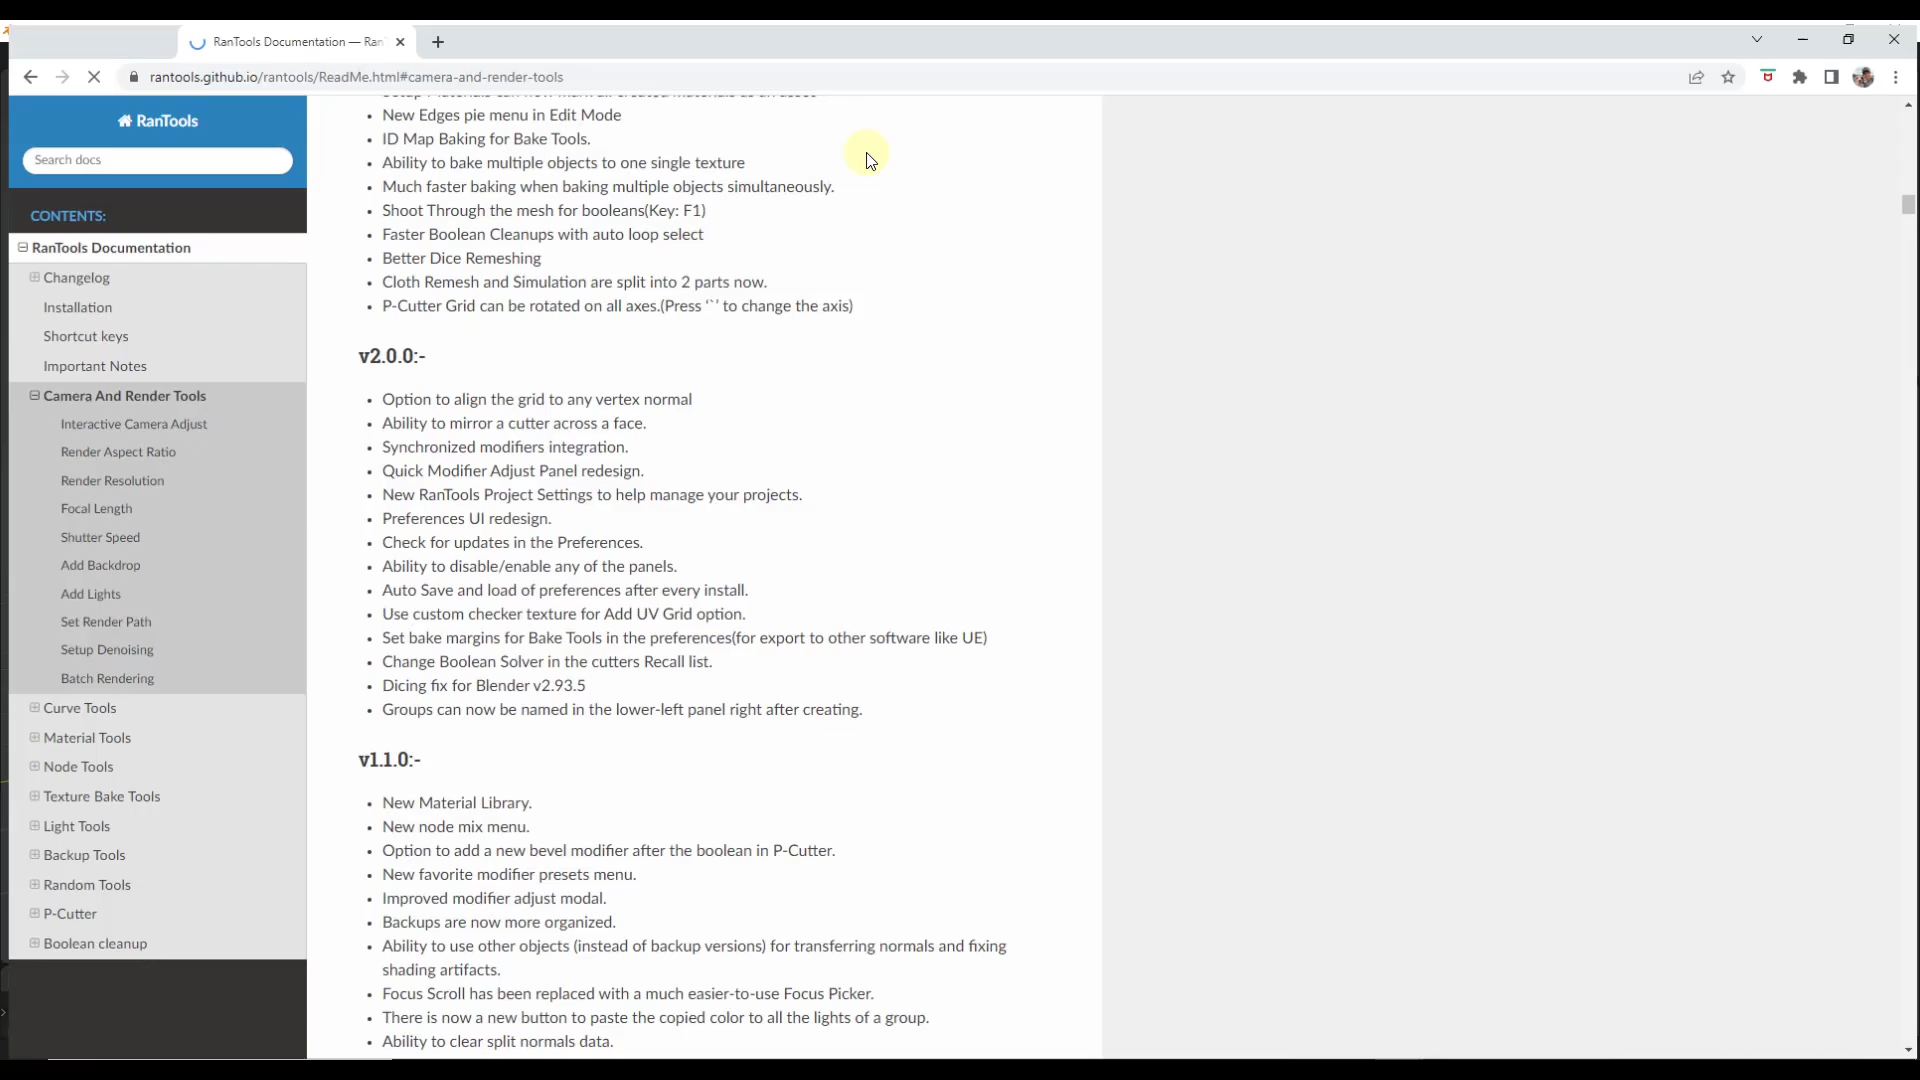 RanTools Documentation — Ran
rantools.github.io/rantools/ReadMe.html#camera-and-render-tools
RanTools
Search docs
CONTENTS:
RanTools Documentation
Changelog
Installation
Shortcut keys
Important Notes
Camera And Render Tools
Interactive Camera Adjust
Render Aspect Ratio
Render Resolution
Focal Length
Shutter Speed
Add Backdrop
Add Lights
Set Render Path
Setup Denoising
Batch Rendering
Curve Tools
Material Tools
Node Tools
Texture Bake Tools
Light Tools
Backup Tools
Random Tools
P-Cutter
Boolean cleanup
• New Edges pie menu in Edit Mode
• ID Map Baking for Bake Tools.
• Ability to bake multiple objects to one single texture
• Much faster baking when baking multiple objects simultaneously.
• Shoot Through the mesh for booleans(Key: F1)
• Faster Boolean Cleanups with auto loop select
• Better Dice Remeshing
• Cloth Remesh and Simulation are split into 2 parts now.
• P-Cutter Grid can be rotated on all axes.(Press ‘`’ to change the axis)
v2.0.0:-
• Option to align the grid to any vertex normal
• Ability to mirror a cutter across a face.
• Synchronized modifiers integration.
• Quick Modifier Adjust Panel redesign.
• New RanTools Project Settings to help manage your projects.
• Preferences UI redesign.
• Check for updates in the Preferences.
• Ability to disable/enable any of the panels.
• Auto Save and load of preferences after every install.
• Use custom checker texture for Add UV Grid option.
• Set bake margins for Bake Tools in the preferences(for export to other software like UE)
• Change Boolean Solver in the cutters Recall list.
• Dicing fix for Blender v2.93.5
• Groups can now be named in the lower-left panel right after creating.
v1.1.0:-
• New Material Library.
• New node mix menu.
• Option to add a new bevel modifier after the boolean in P-Cutter.
• New favorite modifier presets menu.
• Improved modifier adjust modal.
• Backups are now more organized.
• Ability to use other objects (instead of backup versions) for transferring normals and fixing
shading artifacts.
• Focus Scroll has been replaced with a much easier-to-use Focus Picker.
• There is now a new button to paste the copied color to all the lights of a group.
• Ability to clear split normals data.